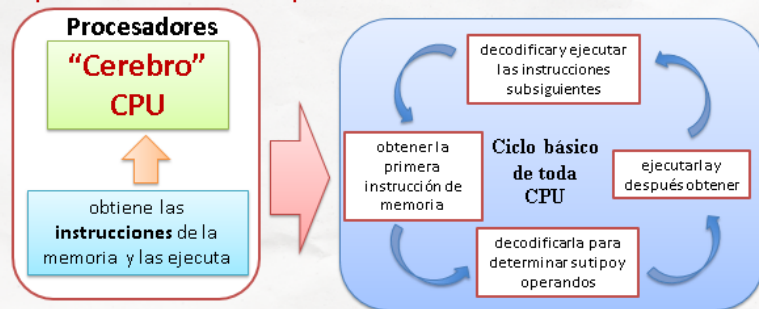 Procesadores
“Cerebro”
CPU
obtiene las
instrucciones de la
memoria y las ejecuta
decodificar y ejecutar
las instrucciones
subsiguientes
obtener la
primera
instrucción de
memoria
Ciclo básico
de toda
CPU
ejecutarla y
después obtener
decodificarla para
determinar su tipo y
operandos